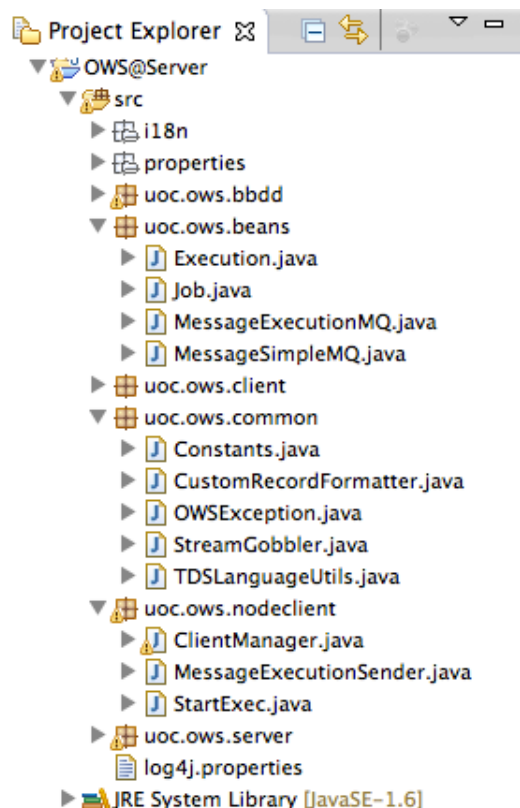 Project Explorer
OWS@Server
src
i18n
properties
uoc.ows.bbdd
uoc.ows.beans
Execution.java
Job.java
MessageExecutionMQ.java
MessageSimpleMQ.java
uoc.ows.client
uoc.ows.common
Constants.java
CustomRecordFormatter.java
OWSException.java
StreamGobbler.java
TDSLanguageUtils.java
uoc.ows.nodeclient
ClientManager.java
MessageExecutionSender.java
StartExec.java
uoc.ows.server
log4j.properties
JRE System Library [JavaSE-1.6]